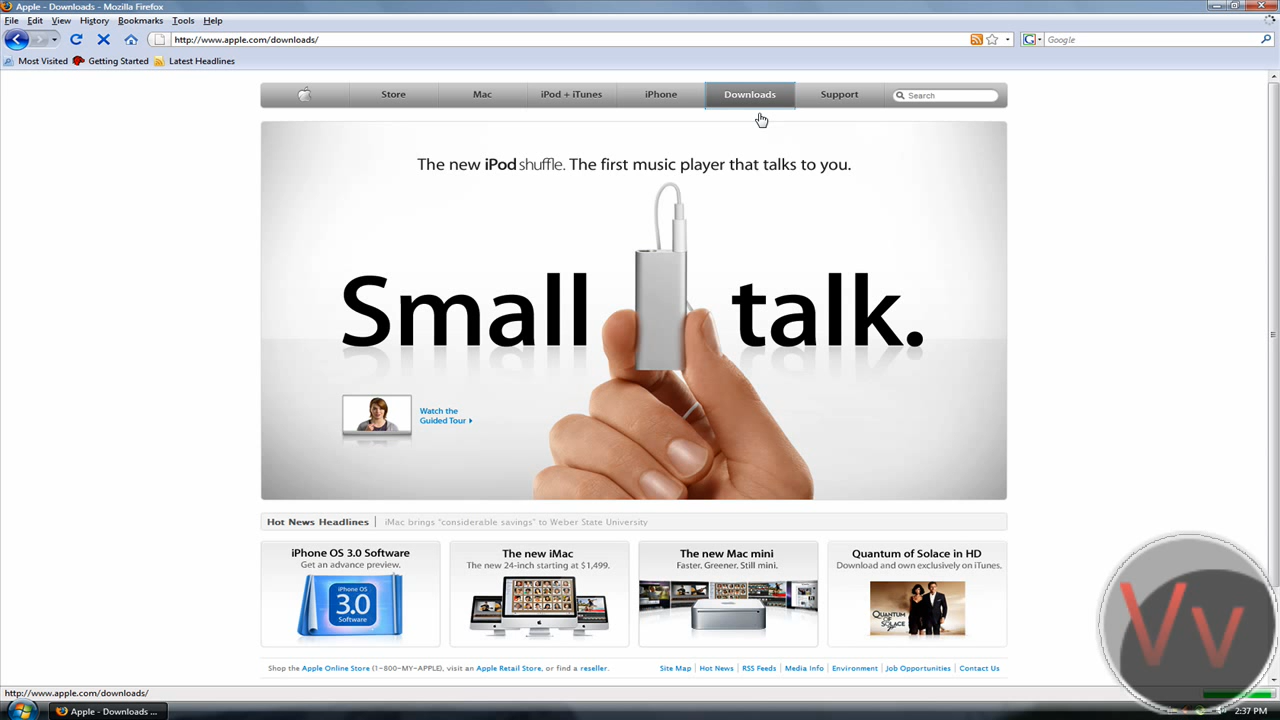 Apple - Downloads - Mozilla Firefox
File Edit View History Bookmarks Tools Help
http://www.apple.com/downloads/
Google
Most Visited Getting Started Latest Headlines
Store Mac iPod + iTunes iPhone Downloads Support Search
The new iPod shuffle. The first music player that talks to you.
Small talk.
Watch the
Guided Tour
Hot News Headlines iMac brings "considerable savings" to Weber State University
iPhone OS 3.0 Software
Get an advance preview.
iPhone OS
3.0
Software
The new iMac
The new 24-inch starting at $1,499.
The new Mac mini
Faster. Greener. Still mini.
Quantum of Solace in HD
Download and own exclusively on iTunes.
QUANTUM
OF SOLACE
Shop the Apple Online Store (1-800-MY-APPLE), visit an Apple Retail Store, or find a reseller.
Site Map | Hot News | RSS Feeds | Media Info | Environment | Job Opportunities | Contact Us
http://www.apple.com/downloads/
Apple - Downloads ...
2:37 PM
Vv